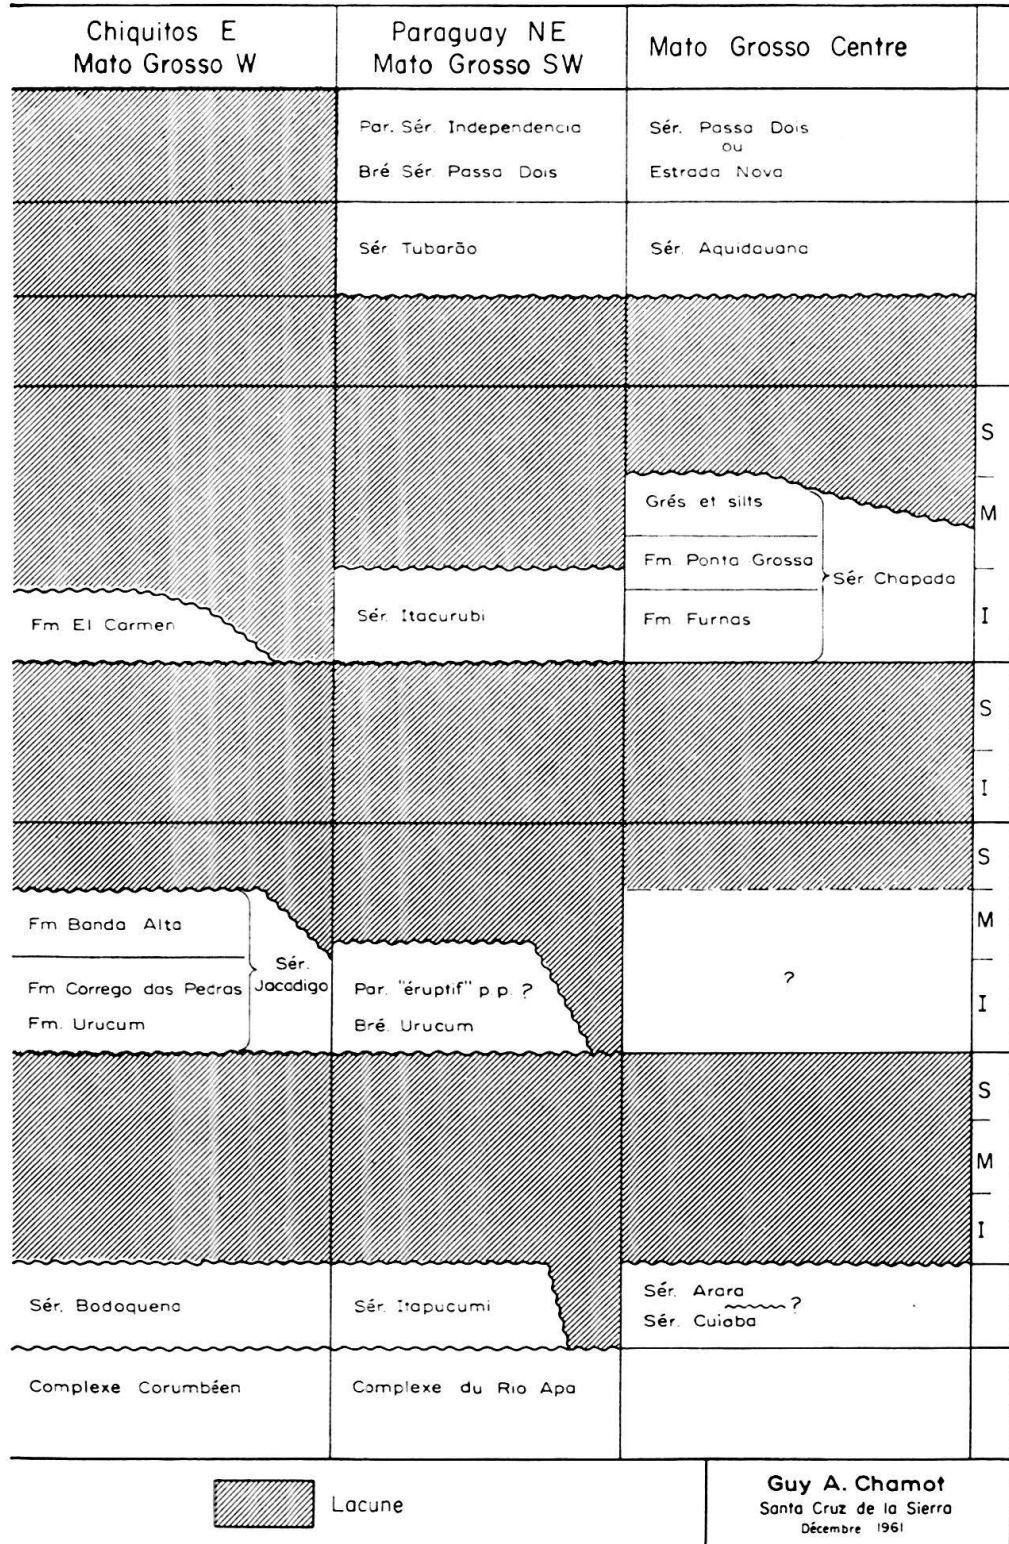 Chiquitos E
Mato Grosso W
Paraguay NE
Mato Grosso SW
Mato Grosso Centre
Par. Sér. Independencia
Bré. Sér. Passa Dois
Sér. Passa Dois
ou
Estrada Nova
Sér. Tubarão
Sér. Aquidauana
S
Grés et silts
M
Fm. Ponta Grossa
Sér. Chapada
Fm El Carmen
Sér. Itacurubi
Fm. Furnas
I
S
I
S
Fm Banda Alta
M
Sér.
Jacadigo
Fm Corrego das Pedras
Fm. Urucum
Par. "éruptif" p.p. ?
Bré. Urucum
?
I
S
M
I
Sér. Bodoquena
Sér. Itapucumi
Sér. Arara
?
Sér. Cuiaba
Complexe Corumbéen
Complexe du Rio Apa
Lacune
Guy A. Chamot
Santa Cruz de la Sierra
Décembre 1961